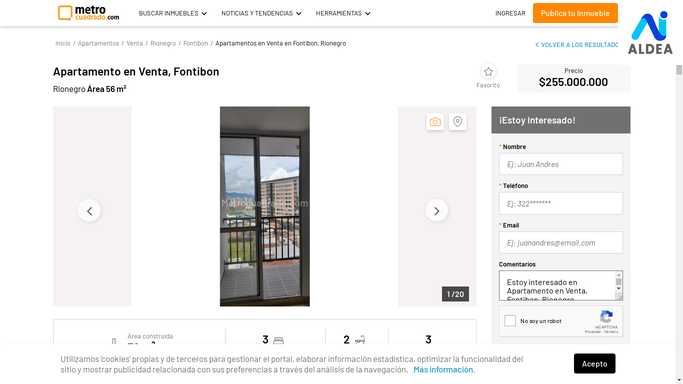 metro
cuadrado.com
BUSCAR INMUEBLES
NOTICIAS Y TENDENCIAS
HERRAMIENTAS
INGRESAR
Publica tu Inmueble
ALDEA
Inicio / Apartamentos / Venta / Rionegro / Fontibon / Apartamentos en Venta en Fontibon, Rionegro
VOLVER A LOS RESULTADO
Apartamento en Venta, Fontibon
Rionegro Área 56 m²
Favorito
Precio
$255.000.000
¡Estoy Interesado!
* Nombre
Ej: Juan Andres
* Teléfono
Ej: 322*******
* Email
Ej: juanandres@email.com
Comentarios
Estoy interesado en
Apartamento en Venta,
Fontibon, Rionegro
No soy un robot
reCAPTCHA
1 / 20
Área construida
3
2
3
Utilizamos 'cookies' propias y de terceros para gestionar el portal, elaborar información estadística, optimizar la funcionalidad del
sitio y mostrar publicidad relacionada con sus preferencias a través del análisis de la navegación. Más información.
Acepto